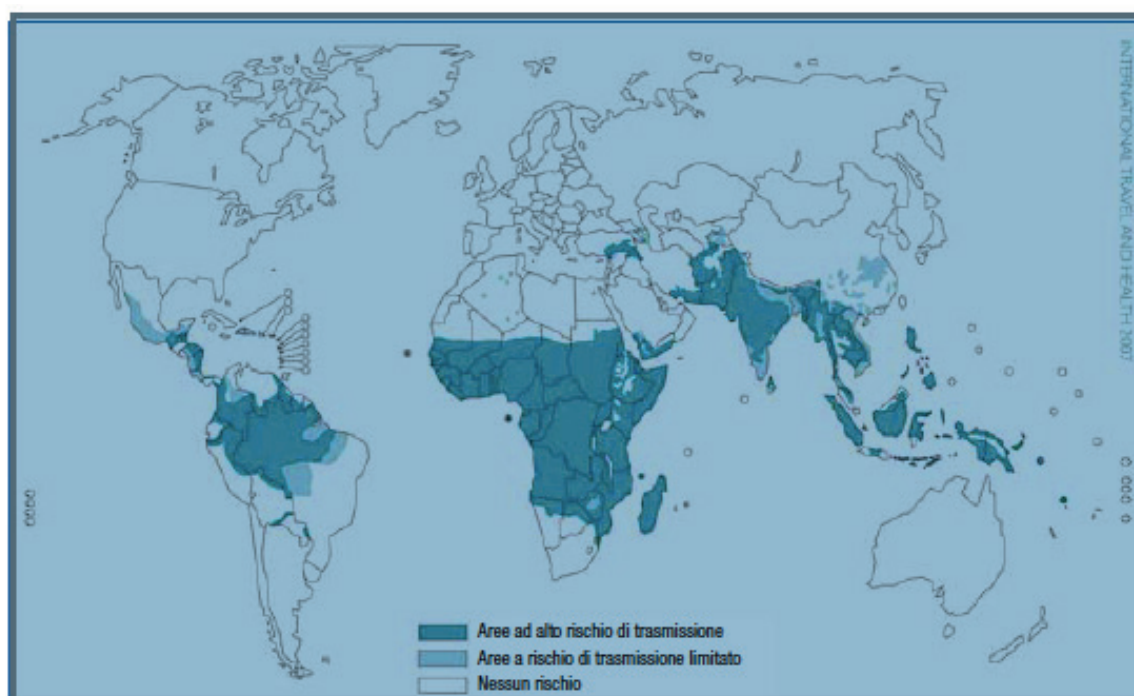 INTERNATIONAL TRAVEL AND HEALTH 2007
Aree ad alto rischio di trasmissione
Aree a rischio di trasmissione limitato
Nessun rischio